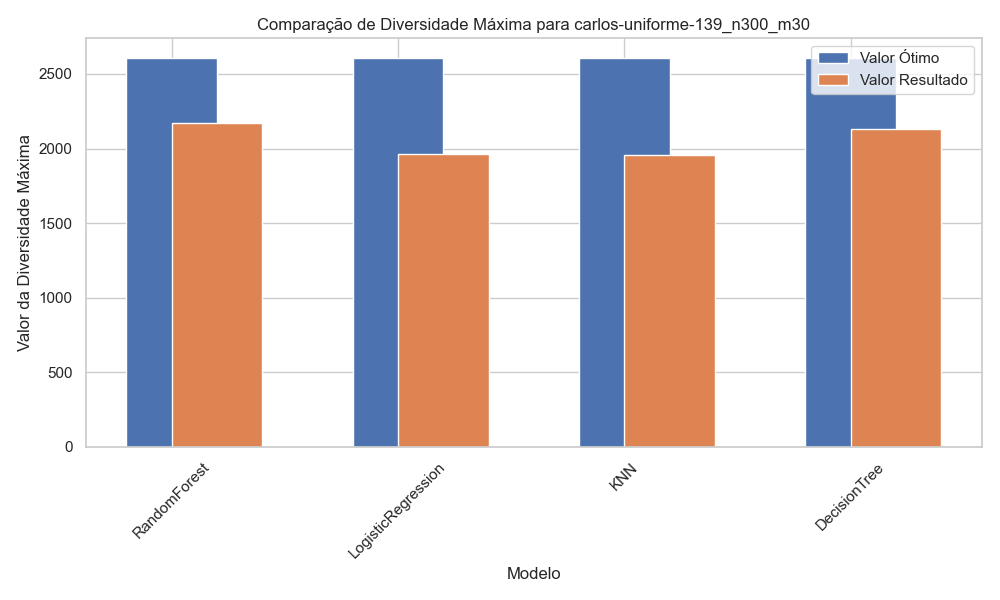 Comparação de Diversidade Máxima para carlos-uniforme-139_n300_m30
Valor Ótimo
Valor Resultado
Valor da Diversidade Máxima
2500
2000
1500
1000
500
0
RandomForest
LogisticRegression
KNN
DecisionTree
Modelo